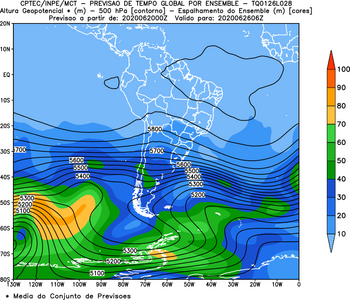 CPTEC/INPE/MCT - PREVISAO DE TEMPO GLOBAL POR ENSEMBLE - TQ0126L028
Altura Geopotencial * (m) - 500 hPa [contorno] - Espalhamento do Ensemble (m) [cores]
Previsao a partir de: 2020062000Z Valido para: 2020062606Z
20N
10N
EQ
10S
20S
30S
40S
50S
60S
70S
80S
130W 120W 110W 100W 90W 80W 70W 60W 50W 40W 30W 20W 10W 0
5800
5700
5700
5600
5500
5400
5600
5500
5400
5300
5200
5300
5200
5100
5300
5200
5100
100
90
80
70
60
50
40
30
20
10
* Media do Conjunto de Previsoes